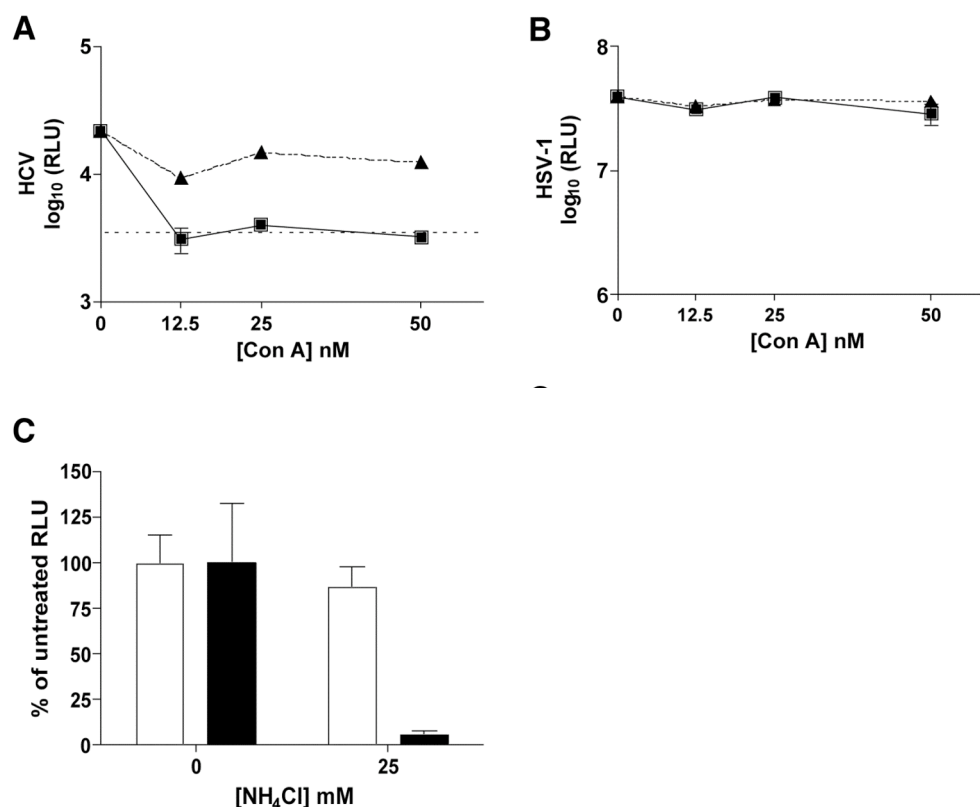 A
5
4
3
HCV
log₁₀ (RLU)
0 12.5 25 50
[Con A] nM
B
8
7
6
HSV-1
log₁₀ (RLU)
0 12.5 25 50
[Con A] nM
C
150
125
100
75
50
25
0
% of untreated RLU
0 25
[NH₄Cl] mM